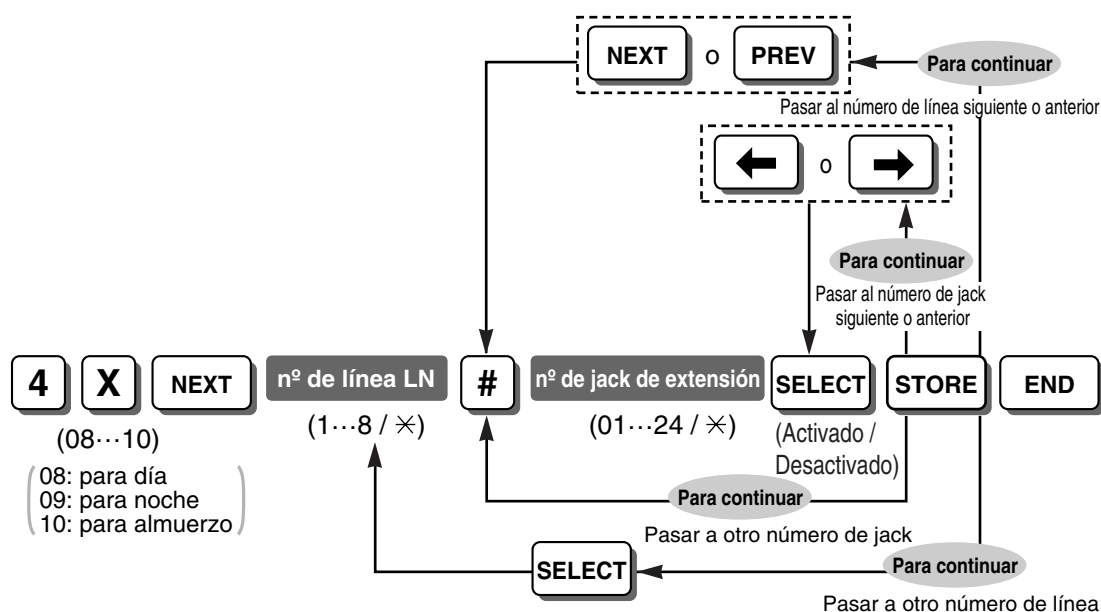 NEXT o PREV
Para continuar
Pasar al número de línea siguiente o anterior
← o →
Para continuar
Pasar al número de jack
siguiente o anterior
4 X NEXT nº de línea LN # nº de jack de extensión SELECT STORE END
(08···10) (1···8 / ✳) (01···24 / ✳) (Activado /
Desactivado)
08: para día
09: para noche
10: para almuerzo
Para continuar
Pasar a otro número de jack
SELECT
Para continuar
Pasar a otro número de línea